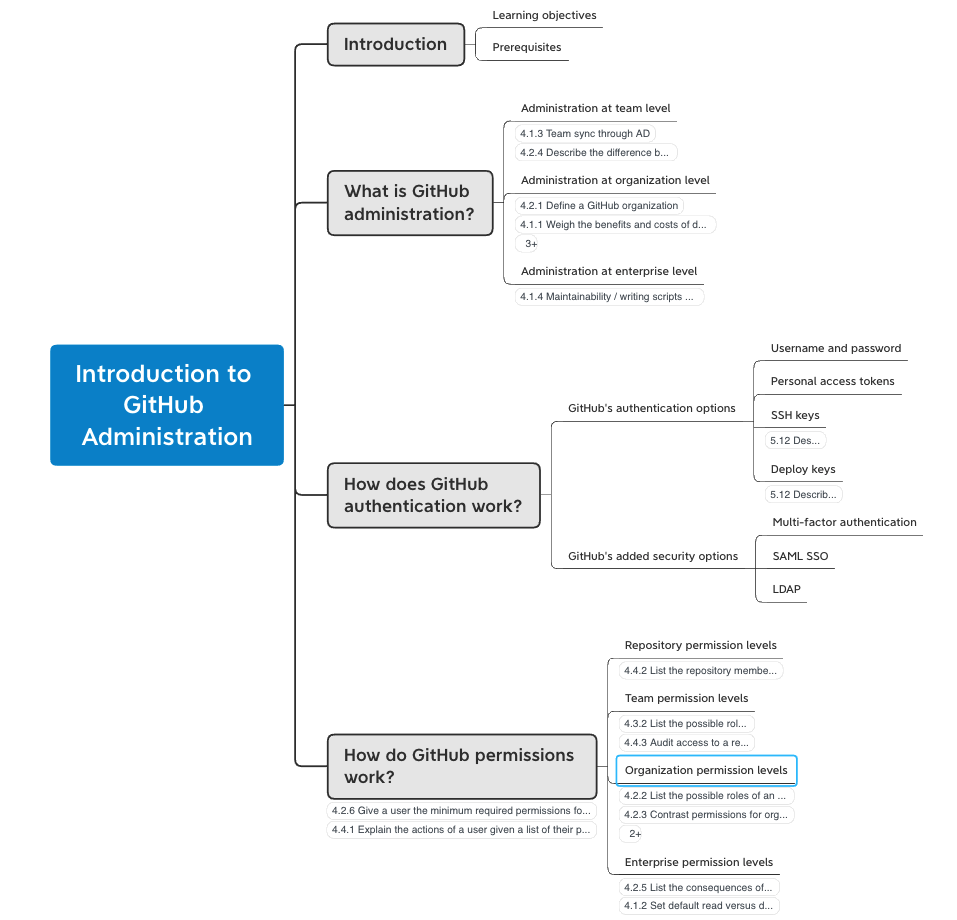 Introduction to
GitHub
Administration
Introduction
Learning objectives
Prerequisites
What is GitHub
administration?
Administration at team level
4.1.3 Team sync through AD
4.2.4 Describe the difference b...
Administration at organization level
4.2.1 Define a GitHub organization
4.1.1 Weigh the benefits and costs of d...
3+
Administration at enterprise level
4.1.4 Maintainability / writing scripts ...
How does GitHub
authentication work?
GitHub's authentication options
Username and password
Personal access tokens
SSH keys
5.12 Des...
Deploy keys
5.12 Describ...
GitHub's added security options
Multi-factor authentication
SAML SSO
LDAP
How do GitHub permissions
work?
4.2.6 Give a user the minimum required permissions fo...
4.4.1 Explain the actions of a user given a list of their p...
Repository permission levels
4.4.2 List the repository membe...
Team permission levels
4.3.2 List the possible rol...
4.4.3 Audit access to a re...
Organization permission levels
4.2.2 List the possible roles of an ...
4.2.3 Contrast permissions for org...
2+
Enterprise permission levels
4.2.5 List the consequences of...
4.1.2 Set default read versus d...